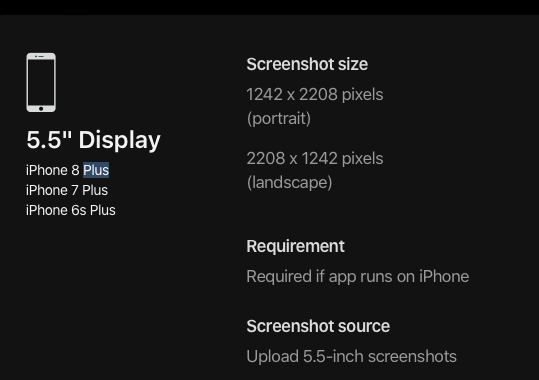 5.5" Display
iPhone 8 Plus
iPhone 7 Plus
iPhone 6s Plus
Screenshot size
1242 x 2208 pixels
(portrait)
2208 x 1242 pixels
(landscape)
Requirement
Required if app runs on iPhone
Screenshot source
Upload 5.5-inch screenshots